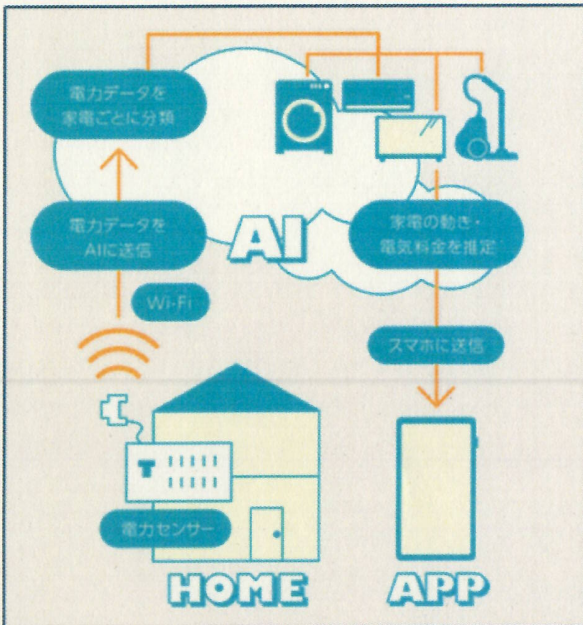 電力データを
家電ごとに分類
電力データを
AIに送信
AI
家電の動き・
電気料金を推定
Wi-Fi
スマホに送信
電力センサー
HOME
APP